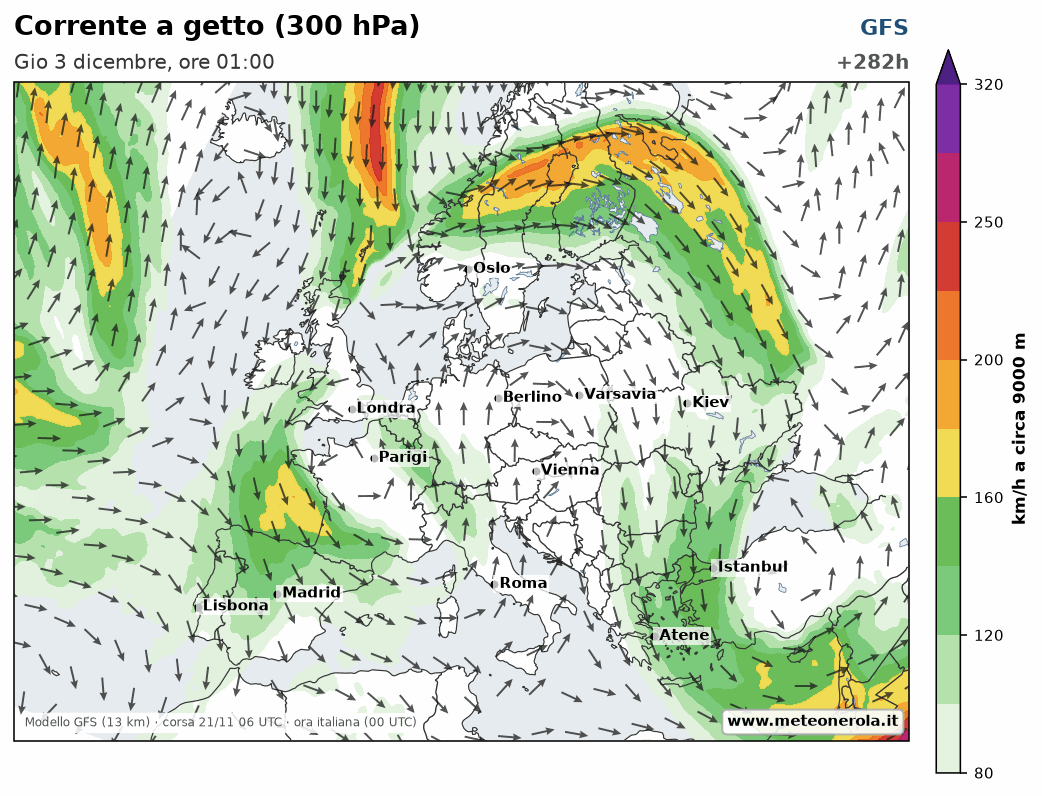 Corrente a getto (300 hPa)
GFS
Gio 3 dicembre, ore 01:00
+282h
320
250
200
160
120
80
km/h a circa 9000 m
Oslo
Londra
Berlino
Varsavia
Kiev
Parigi
Vienna
Istanbul
Roma
Madrid
Lisbona
Atene
Modello GFS (13 km) · corsa 21/11 06 UTC · ora italiana (00 UTC)
www.meteonerola.it